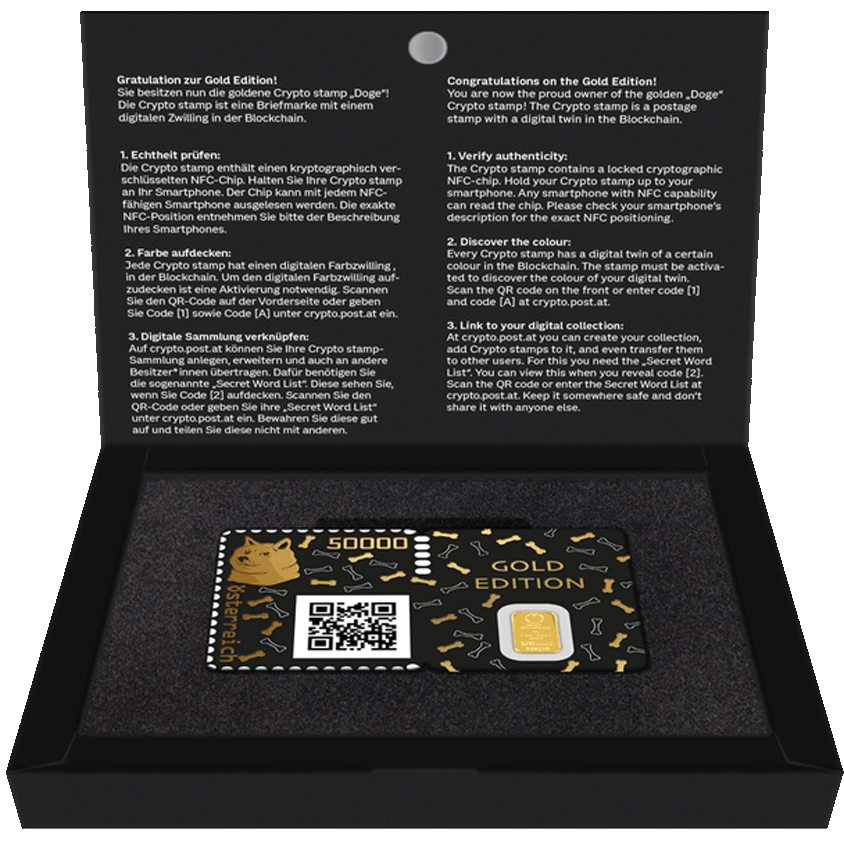 Gratulation zur Gold Edition!
Sie besitzen nun die goldene Crypto stamp „Doge“!
Die Crypto stamp ist eine Briefmarke mit einem
digitalen Zwilling in der Blockchain.
1. Echtheit prüfen:
Die Crypto stamp enthält einen kryptographisch ver-
schlüsselten NFC-Chip. Halten Sie Ihre Crypto stamp
an Ihr Smartphone. Der Chip kann mit jedem NFC-
fähigen Smartphone ausgelesen werden. Die exakte
NFC-Position entnehmen Sie bitte der Beschreibung
Ihres Smartphones.
2. Farbe aufdecken:
Jede Crypto stamp hat einen digitalen Farbzwilling ,
in der Blockchain. Um den digitalen Farbzwilling auf-
zudecken ist eine Aktivierung notwendig. Scannen
Sie den QR-Code auf der Vorderseite oder geben
Sie Code [1] sowie Code [A] unter crypto.post.at ein.
3. Digitale Sammlung verknüpfen:
Auf crypto.post.at können Sie Ihre Crypto stamp-
Sammlung anlegen, erweitern und auch an andere
Besitzer*innen übertragen. Dafür benötigen Sie
die sogenannte „Secret Word List“. Diese sehen Sie,
wenn Sie Code [2] aufdecken. Scannen Sie den
QR-Code oder geben Sie ihre „Secret Word List“
unter crypto.post.at ein. Bewahren Sie diese gut
auf und teilen Sie diese nicht mit anderen.
Congratulations on the Gold Edition!
You are now the proud owner of the golden „Doge“
Crypto stamp! The Crypto stamp is a postage
stamp with a digital twin in the Blockchain.
1. Verify authenticity:
The Crypto stamp contains a locked cryptographic
NFC-chip. Hold your Crypto stamp up to your
smartphone. Any smartphone with NFC capability
can read the chip. Please check your smartphone's
description for the exact NFC positioning.
2. Discover the colour:
Every Crypto stamp has a digital twin of a certain
colour in the Blockchain. The stamp must be activa-
ted to discover the colour of your digital twin.
Scan the QR code on the front or enter code [1]
and code [A] at crypto.post.at.
3. Link to your digital collection:
At crypto.post.at you can create your collection,
add Crypto stamps to it, and even transfer them
to other users. For this you need the „Secret Word
List“. You can view this when you reveal code [2].
Scan the QR code or enter the Secret Word List at
crypto.post.at. Keep it somewhere safe and don't
share it with anyone else.
50000
österreich
GOLD
EDITION